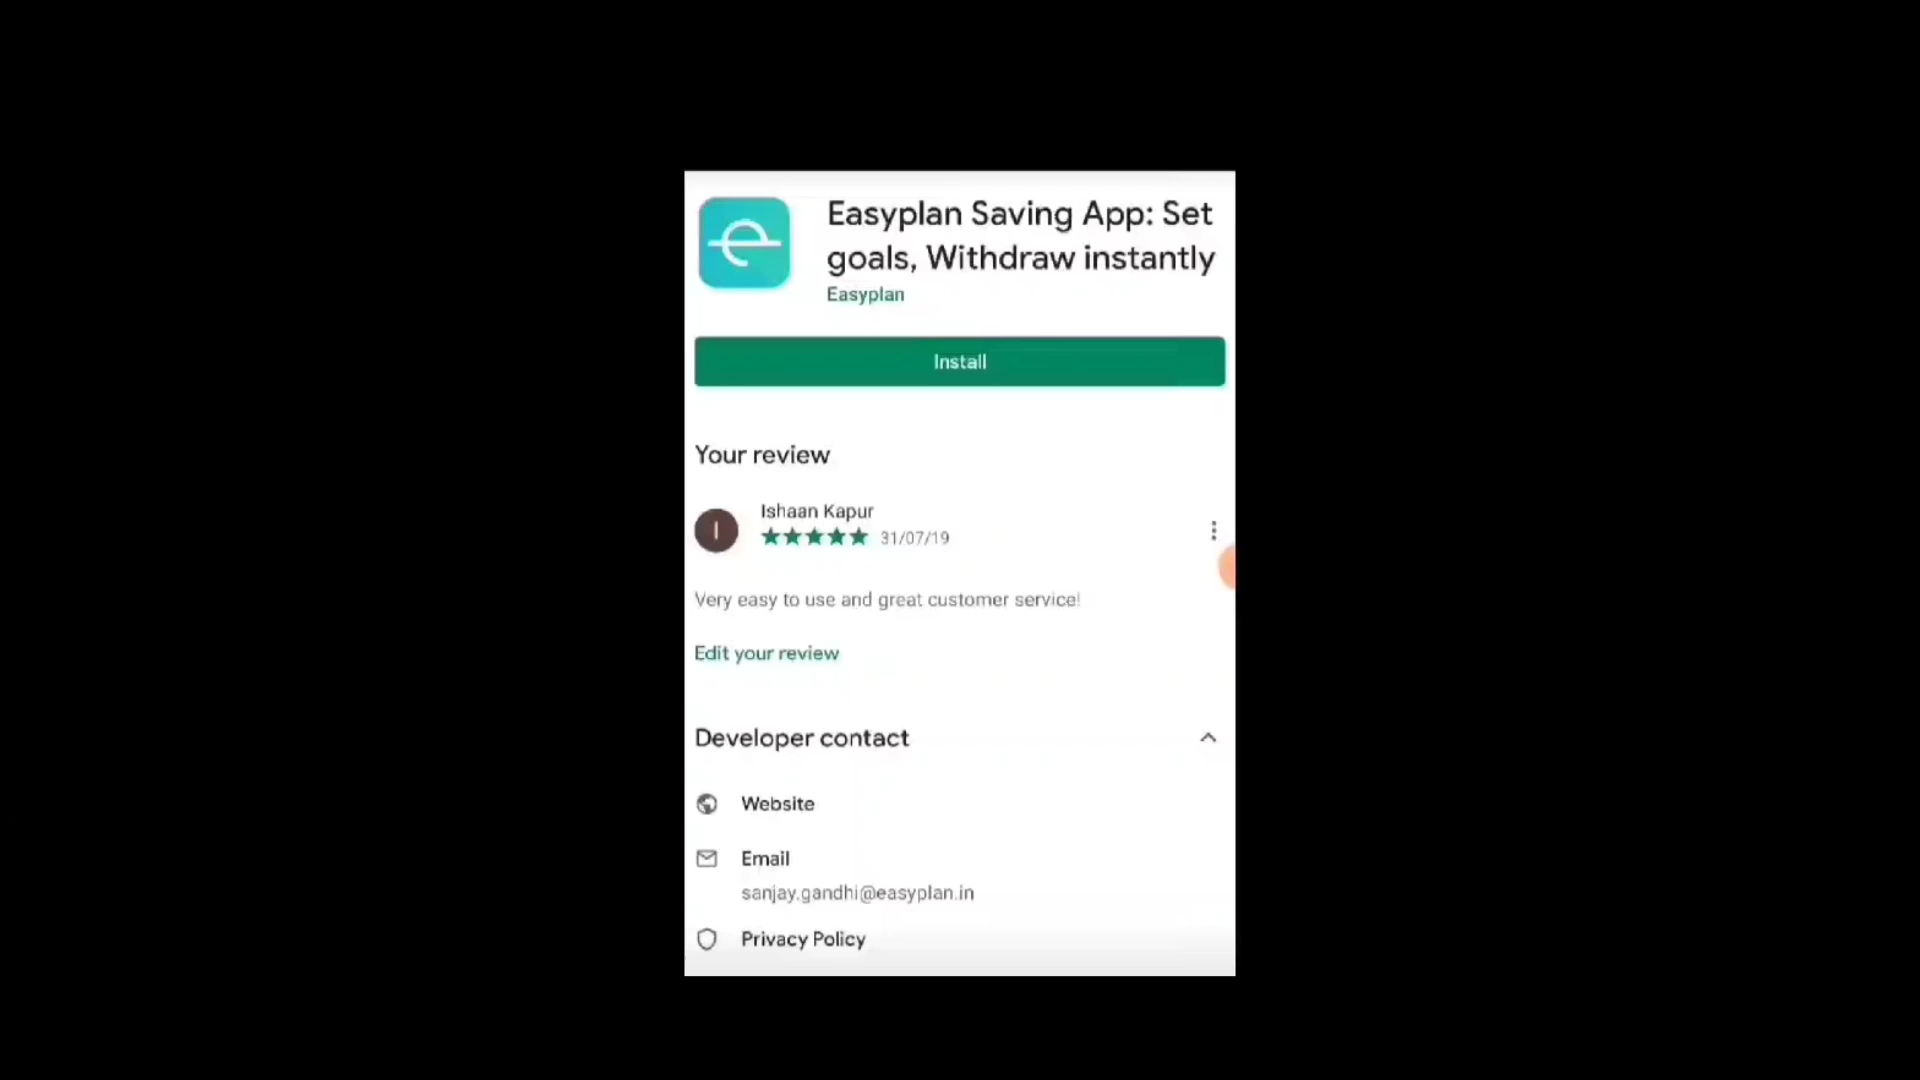 Easyplan Saving App: Set
goals, Withdraw instantly
Easyplan
Install
Your review
I
Ishaan Kapur
31/07/19
Very easy to use and great customer service!
Edit your review
Developer contact
Website
Email
sanjay.gandhi@easyplan.in
Privacy Policy